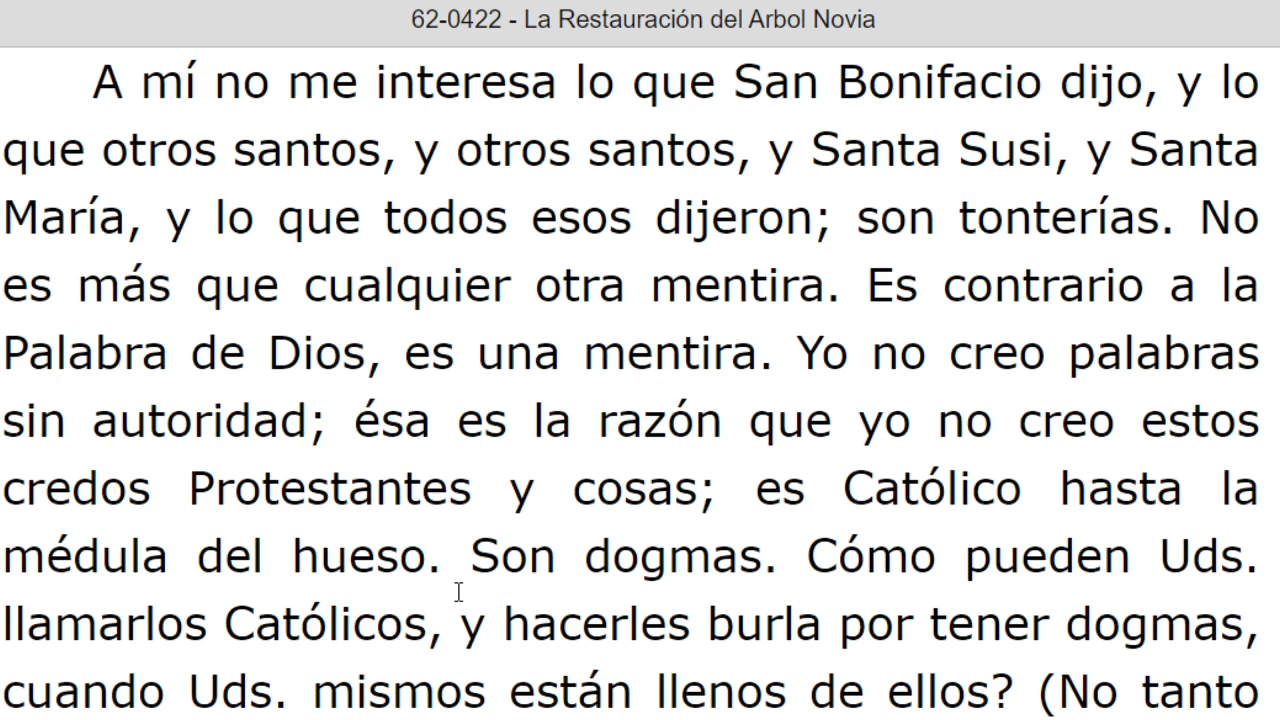 62-0422 - La Restauración del Arbol Novia
A mí no me interesa lo que San Bonifacio dijo, y lo
que otros santos, y otros santos, y Santa Susi, y Santa
María, y lo que todos esos dijeron; son tonterías. No
es más que cualquier otra mentira. Es contrario a la
Palabra de Dios, es una mentira. Yo no creo palabras
sin autoridad; ésa es la razón que yo no creo estos
credos Protestantes y cosas; es Católico hasta la
médula del hueso. Son dogmas. Cómo pueden Uds.
llamarlos Católicos, y hacerles burla por tener dogmas,
cuando Uds. mismos están llenos de ellos? (No tanto